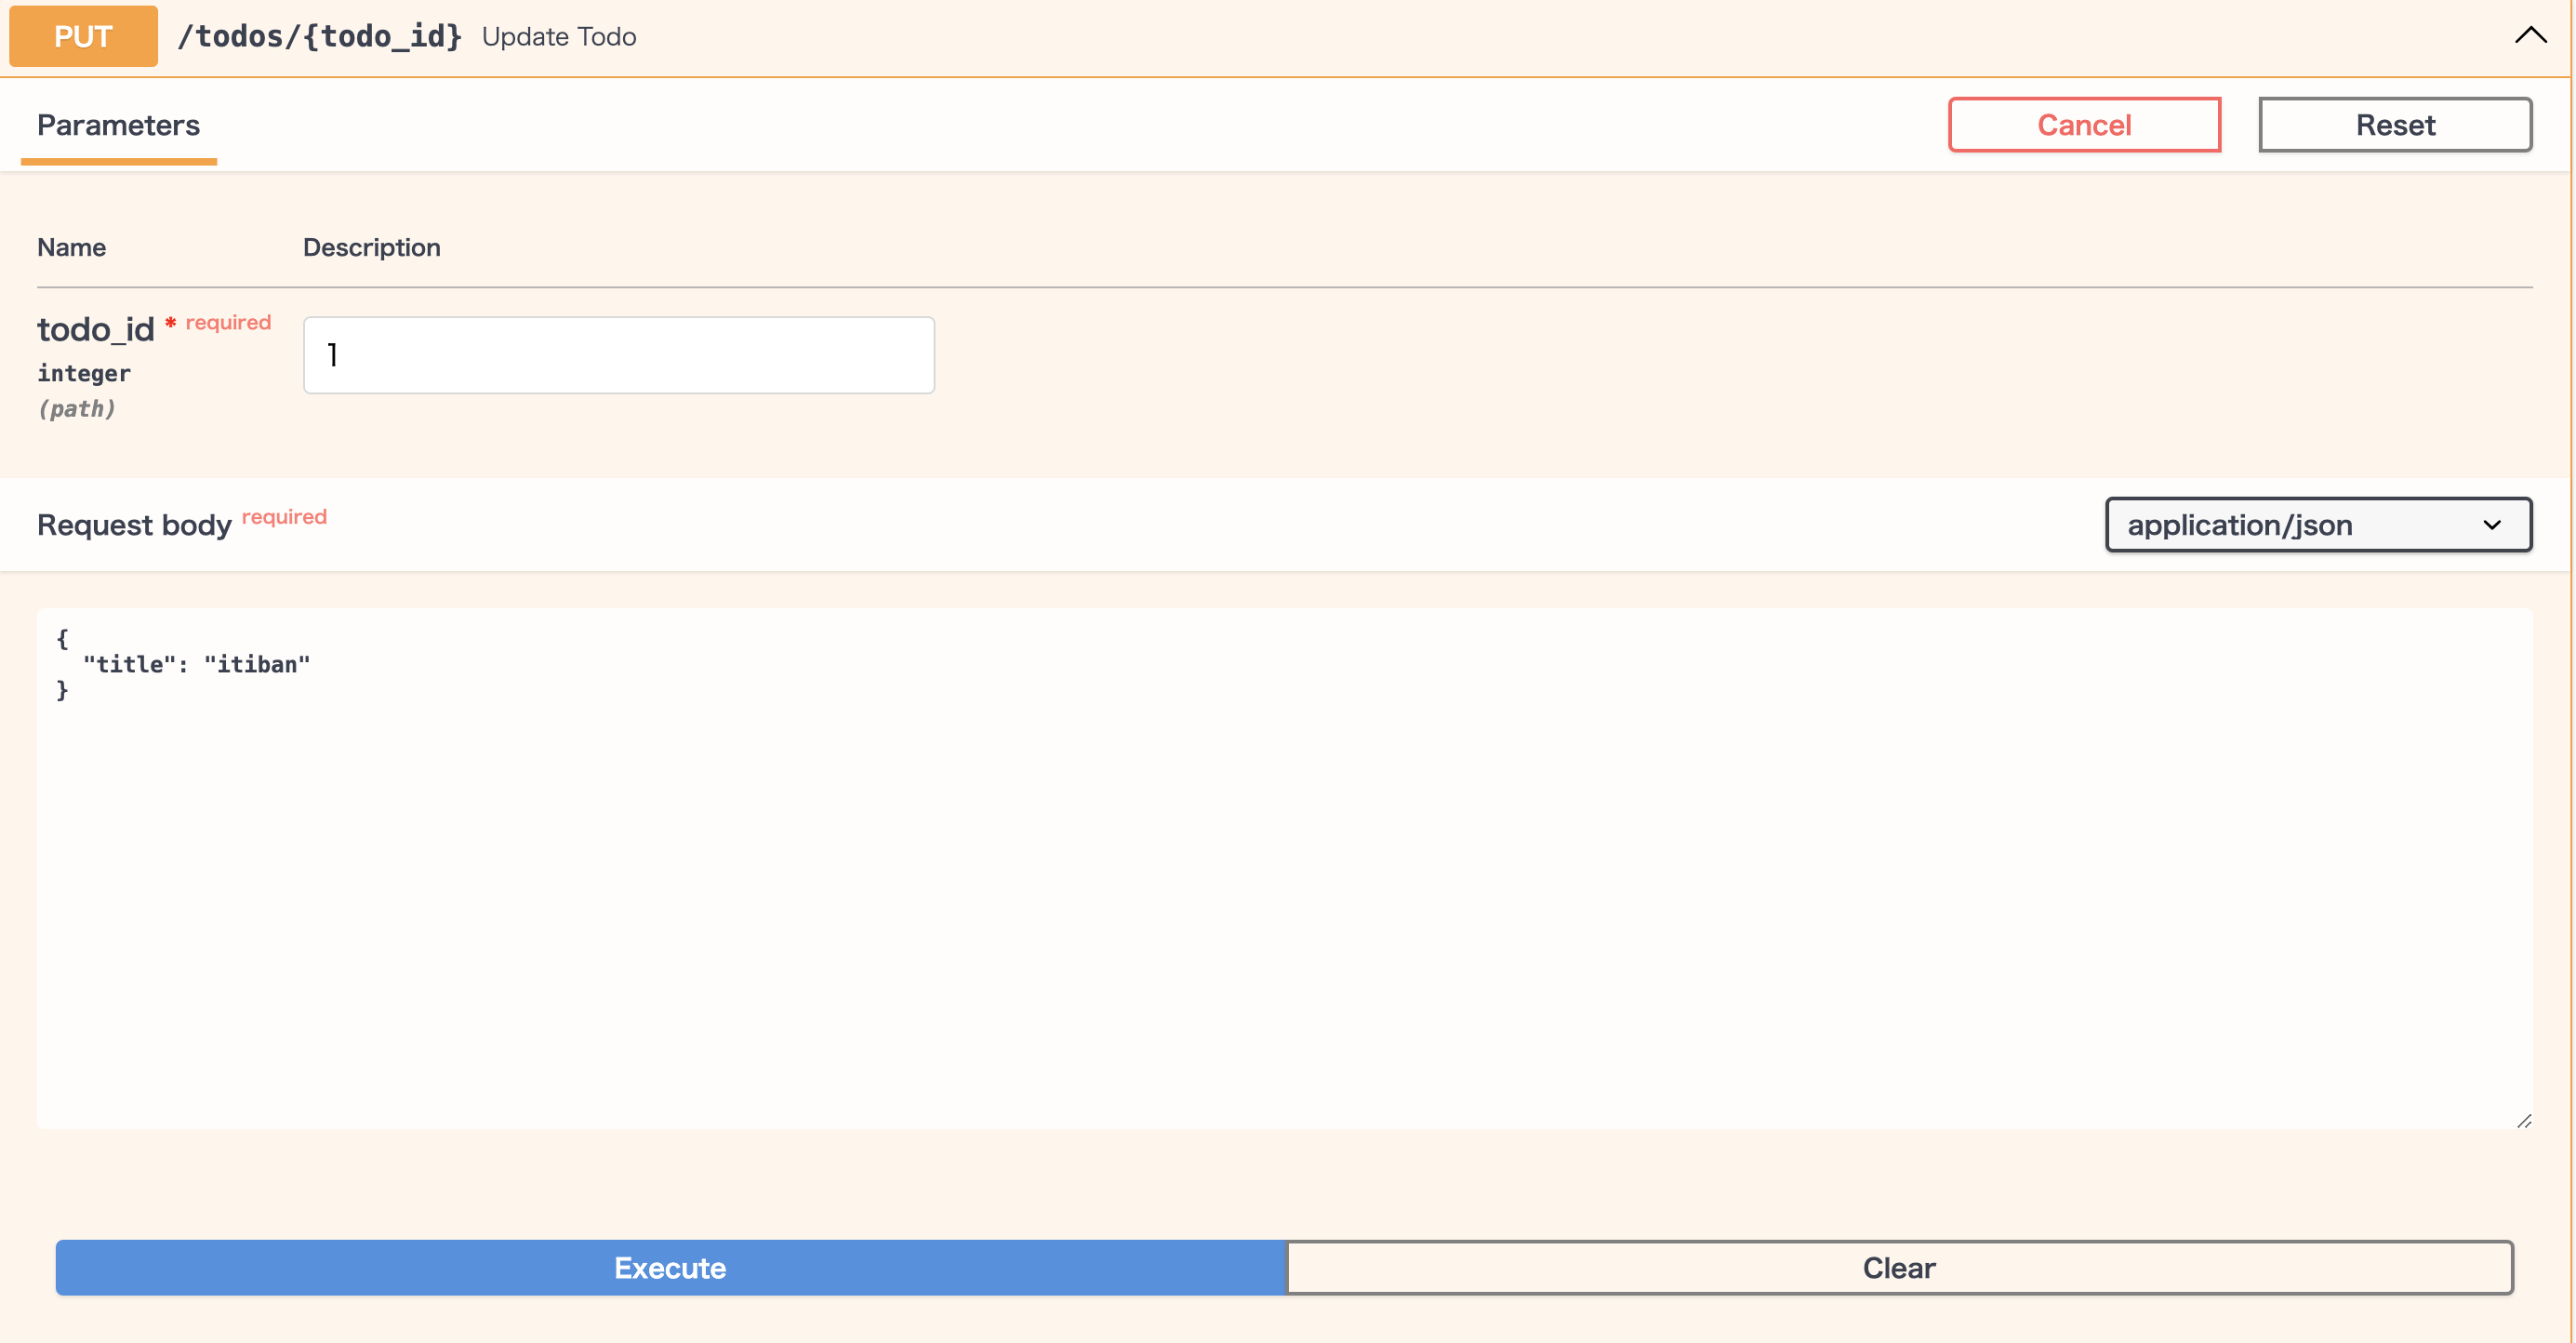 PUT /todos/{todo_id} Update Todo
Parameters Cancel Reset
Name Description
todo_id * required
integer
(path)
1
Request body required application/json
{
  "title": "itiban"
}
Execute Clear